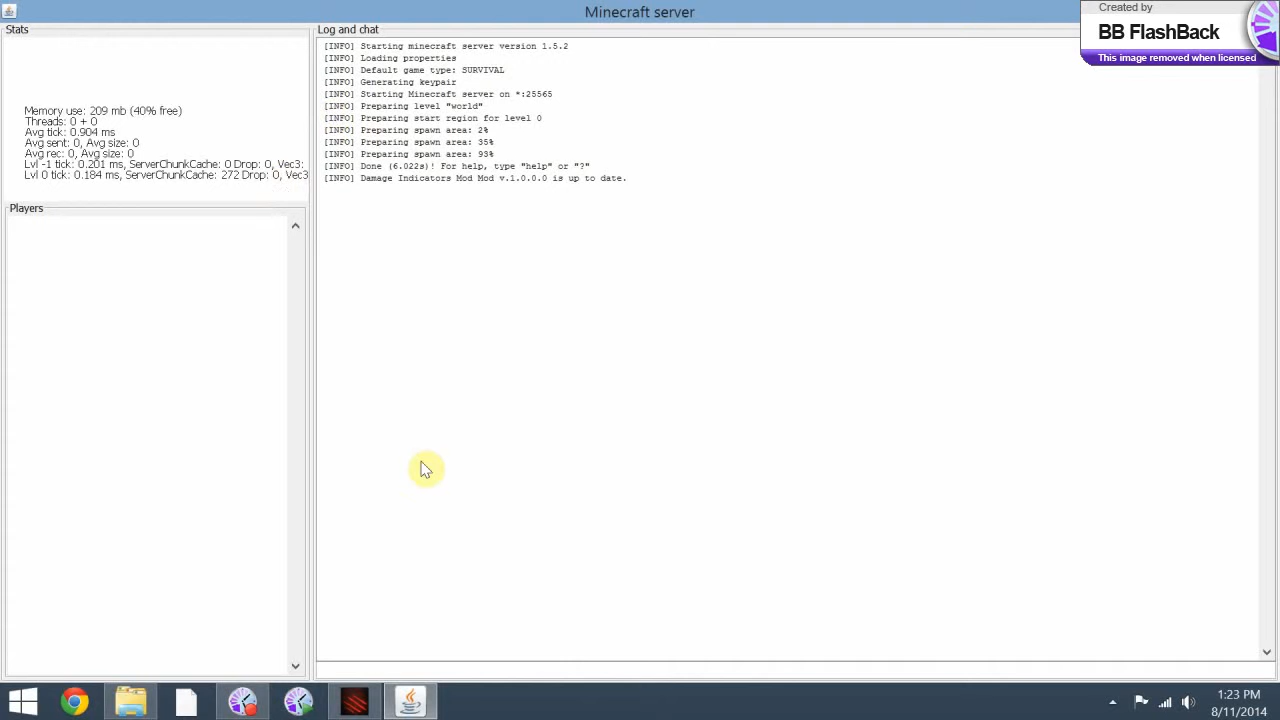 Minecraft server
Created by
BB FlashBack
This image removed when licensed
Stats
Memory use: 209 mb (40% free)
Threads: 0 + 0
Avg tick: 0.904 ms
Avg sent: 0, Avg size: 0
Avg rec: 0, Avg size: 0
Lvl -1 tick: 0.201 ms, ServerChunkCache: 0 Drop: 0, Vec3:
Lvl 0 tick: 0.184 ms, ServerChunkCache: 272 Drop: 0, Vec3
Players
Log and chat
[INFO] Starting minecraft server version 1.5.2
[INFO] Loading properties
[INFO] Default game type: SURVIVAL
[INFO] Generating keypair
[INFO] Starting Minecraft server on *:25565
[INFO] Preparing level "world"
[INFO] Preparing start region for level 0
[INFO] Preparing spawn area: 2%
[INFO] Preparing spawn area: 35%
[INFO] Preparing spawn area: 93%
[INFO] Done (6.022s)! For help, type "help" or "?"
[INFO] Damage Indicators Mod Mod v.1.0.0.0 is up to date.
1:23 PM
8/11/2014